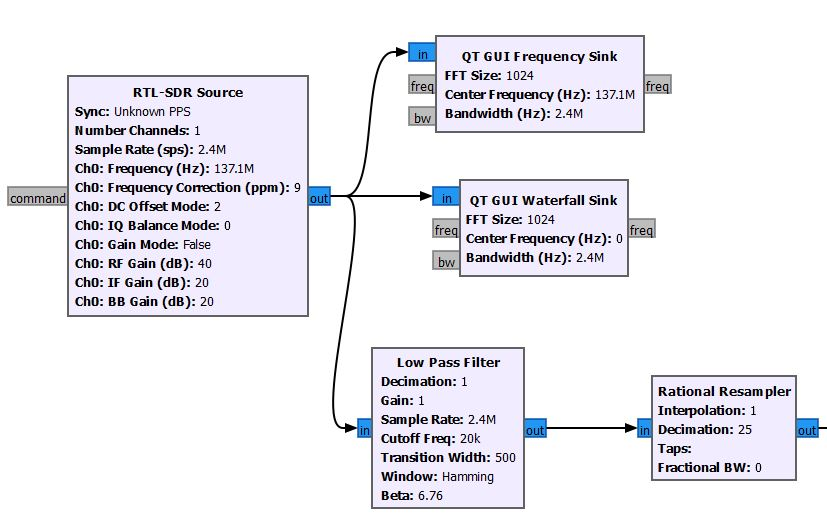 RTL-SDR Source
Sync: Unknown PPS
Number Channels: 1
Sample Rate (sps): 2.4M
Ch0: Frequency (Hz): 137.1M
Ch0: Frequency Correction (ppm): 9
Ch0: DC Offset Mode: 2
Ch0: IQ Balance Mode: 0
Ch0: Gain Mode: False
Ch0: RF Gain (dB): 40
Ch0: IF Gain (dB): 20
Ch0: BB Gain (dB): 20
command
out
QT GUI Frequency Sink
FFT Size: 1024
Center Frequency (Hz): 137.1M
Bandwidth (Hz): 2.4M
in
freq
bw
freq
QT GUI Waterfall Sink
FFT Size: 1024
Center Frequency (Hz): 0
Bandwidth (Hz): 2.4M
in
freq
bw
freq
Low Pass Filter
Decimation: 1
Gain: 1
Sample Rate: 2.4M
Cutoff Freq: 20k
Transition Width: 500
Window: Hamming
Beta: 6.76
in
out
Rational Resampler
Interpolation: 1
Decimation: 25
Taps:
Fractional BW: 0
in
out